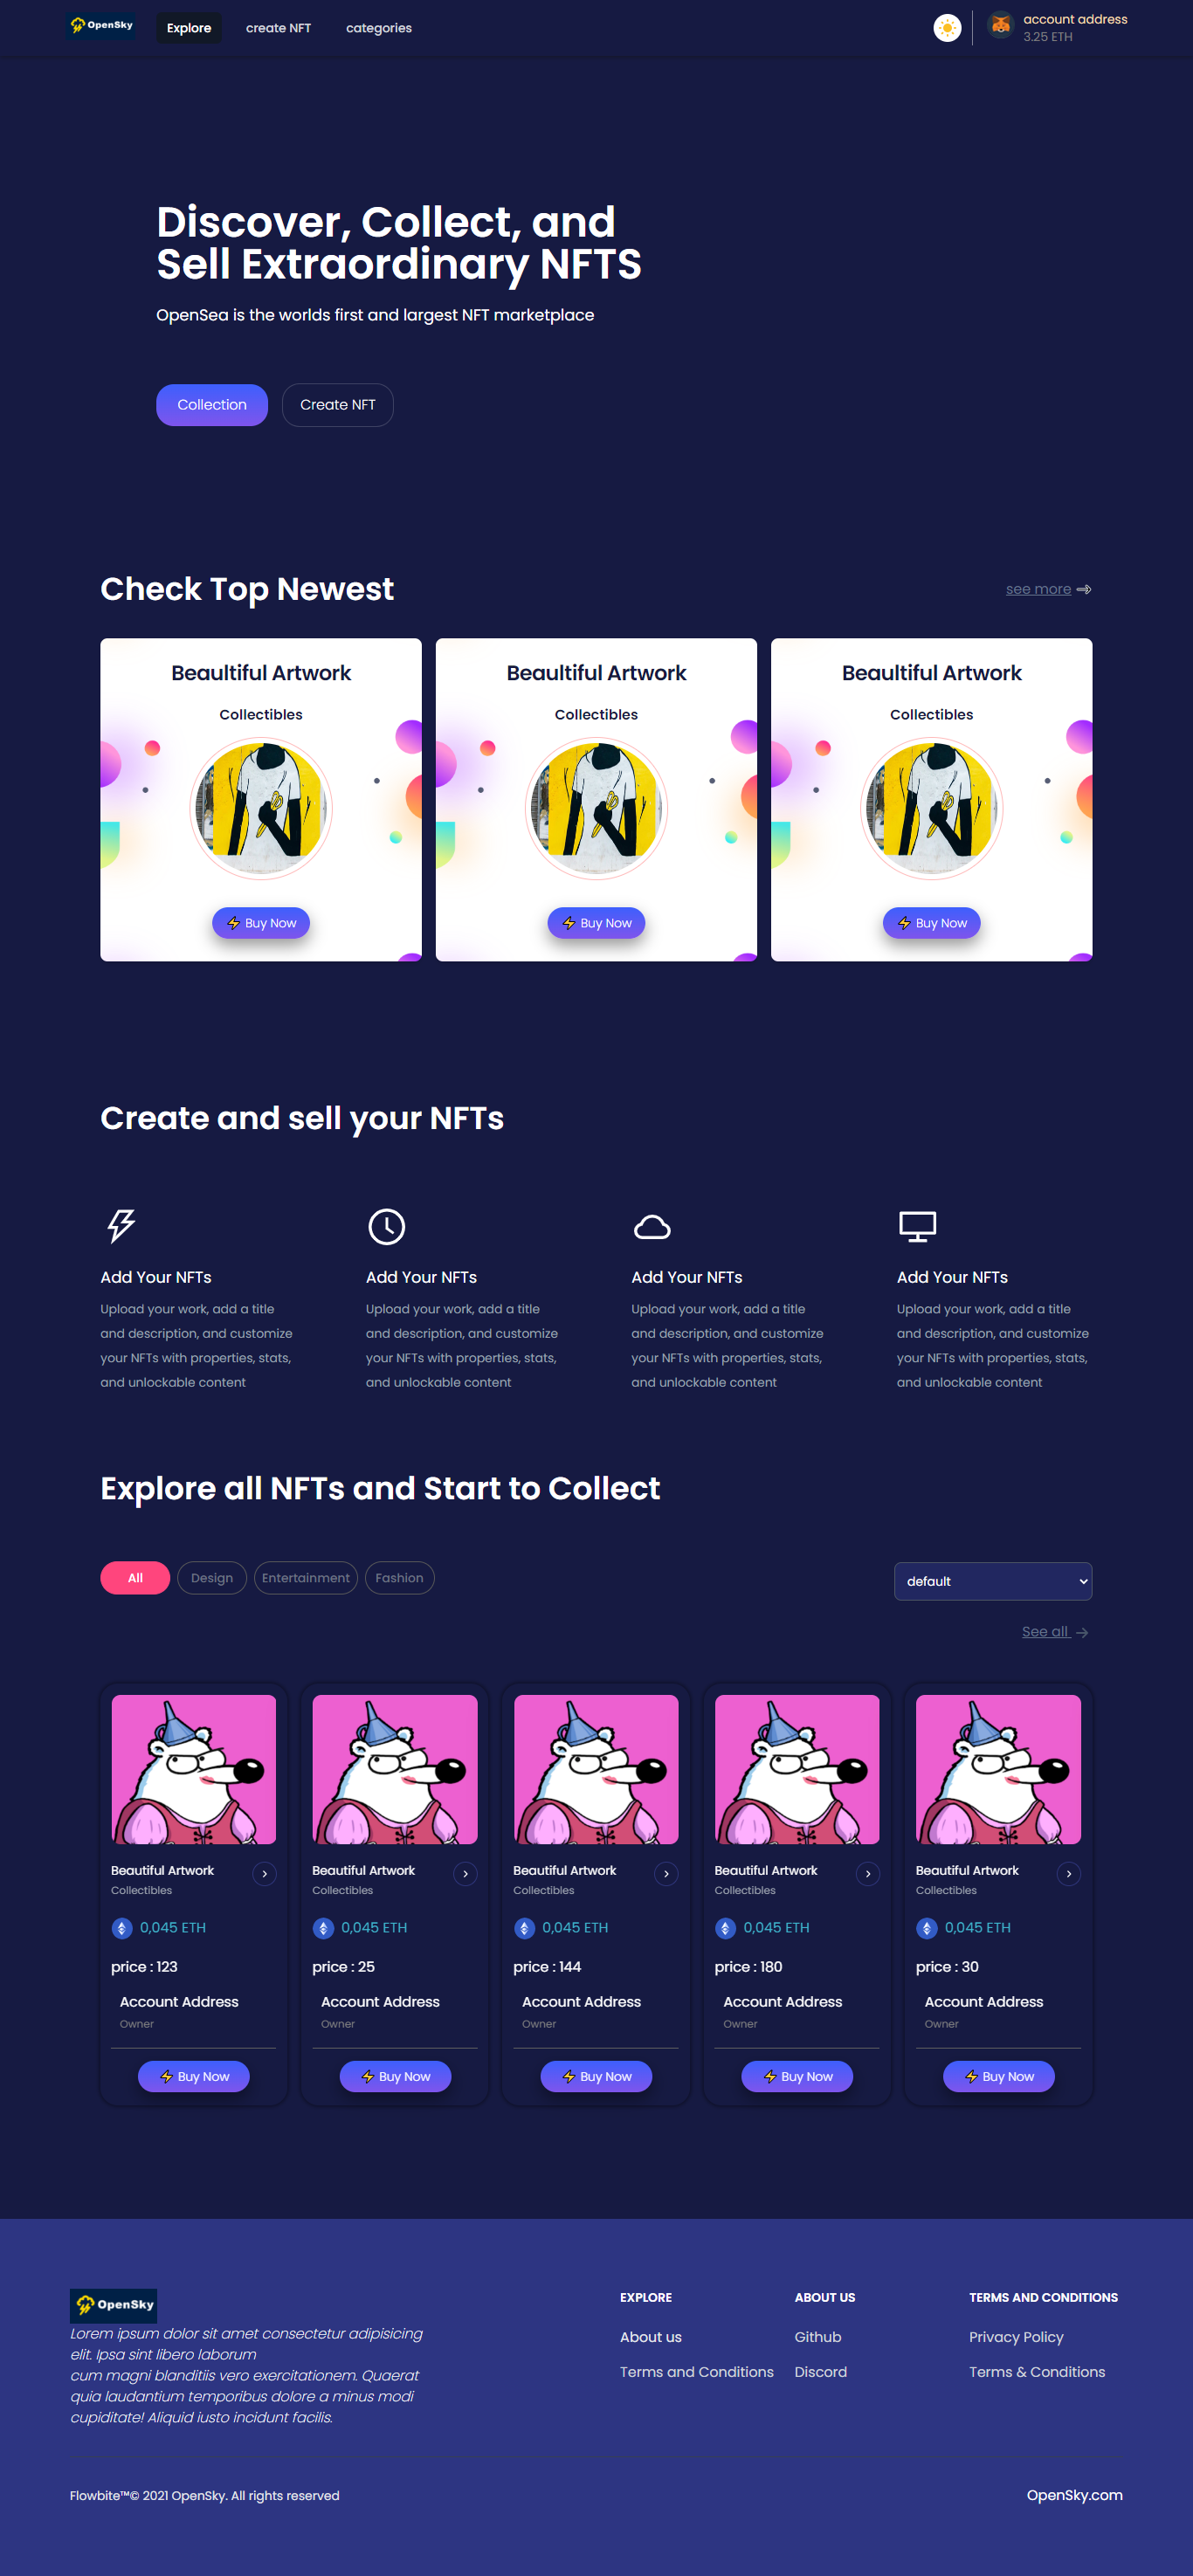 OpenSky
Explore
create NFT
categories
account address
3.25 ETH
Discover, Collect, and
Sell Extraordinary NFTS
OpenSea is the worlds first and largest NFT marketplace
Collection
Create NFT
Check Top Newest
see more
Beaultiful Artwork
Collectibles
Buy Now
Beaultiful Artwork
Collectibles
Buy Now
Beaultiful Artwork
Collectibles
Buy Now
Create and sell your NFTs
Add Your NFTs
Upload your work, add a title
and description, and customize
your NFTs with properties, stats,
and unlockable content
Add Your NFTs
Upload your work, add a title
and description, and customize
your NFTs with properties, stats,
and unlockable content
Add Your NFTs
Upload your work, add a title
and description, and customize
your NFTs with properties, stats,
and unlockable content
Add Your NFTs
Upload your work, add a title
and description, and customize
your NFTs with properties, stats,
and unlockable content
Explore all NFTs and Start to Collect
All
Design
Entertainment
Fashion
default
See all
Beautiful Artwork
Collectibles
0,045 ETH
price : 123
Account Address
Owner
Buy Now
Beautiful Artwork
Collectibles
0,045 ETH
price : 25
Account Address
Owner
Buy Now
Beautiful Artwork
Collectibles
0,045 ETH
price : 144
Account Address
Owner
Buy Now
Beautiful Artwork
Collectibles
0,045 ETH
price : 180
Account Address
Owner
Buy Now
Beautiful Artwork
Collectibles
0,045 ETH
price : 30
Account Address
Owner
Buy Now
OpenSky
Lorem ipsum dolor sit amet consectetur adipisicing
elit. Ipsa sint libero laborum
cum magni blanditiis vero exercitationem. Quaerat
quia laudantium temporibus dolore a minus modi
cupiditate! Aliquid iusto incidunt facilis.
EXPLORE
About us
Terms and Conditions
ABOUT US
Github
Discord
TERMS AND CONDITIONS
Privacy Policy
Terms & Conditions
Flowbite™© 2021 OpenSky. All rights reserved
OpenSky.com